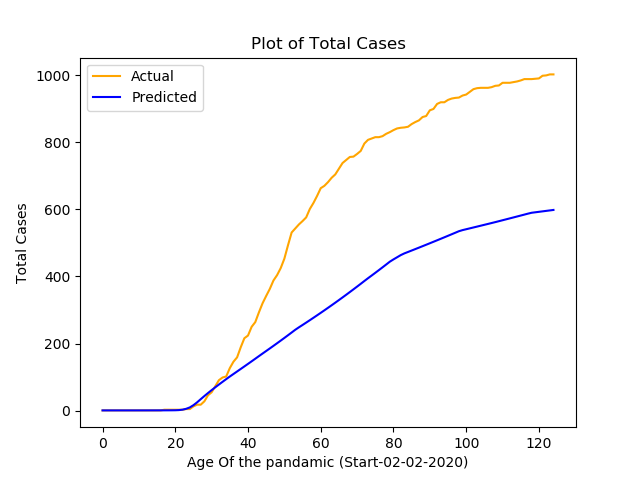 Plot of Total Cases
Actual
Predicted
1000
800
600
400
200
0
Total Cases
0 20 40 60 80 100 120
Age Of the pandamic (Start-02-02-2020)